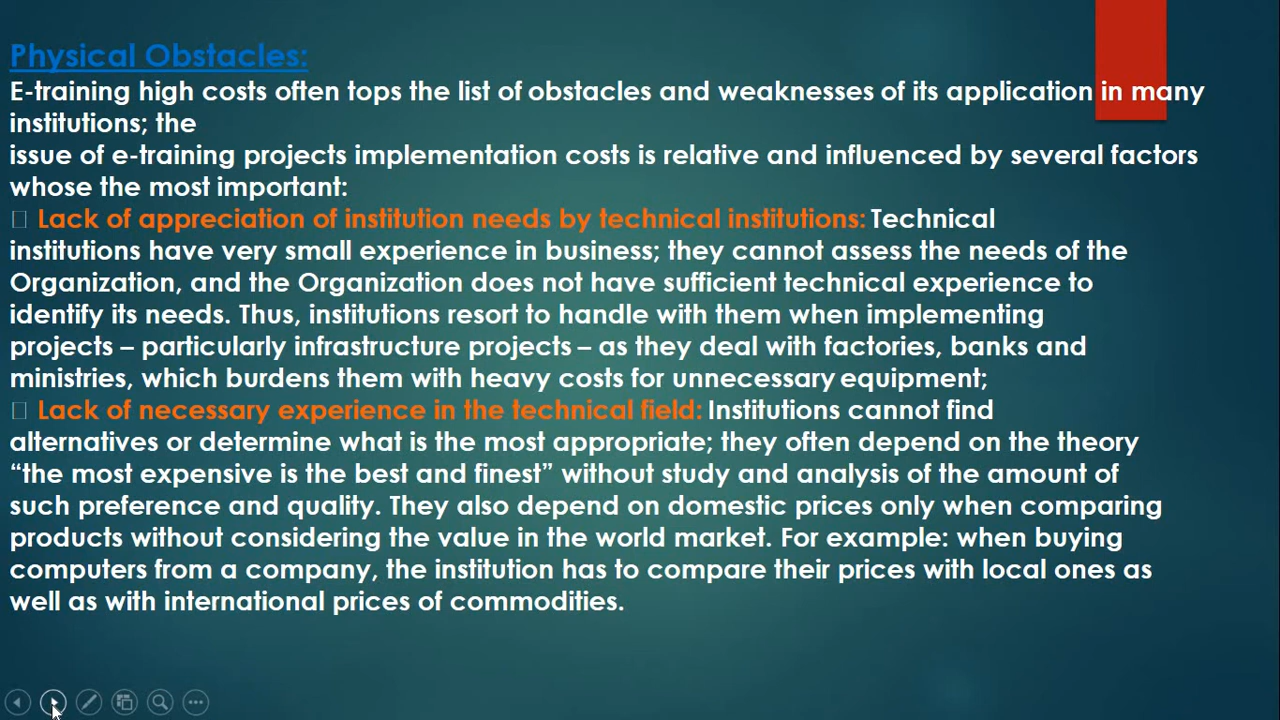 Physical Obstacles:
E-training high costs often tops the list of obstacles and weaknesses of its application in many
institutions; the
issue of e-training projects implementation costs is relative and influenced by several factors
whose the most important:
Lack of appreciation of institution needs by technical institutions: Technical
institutions have very small experience in business; they cannot assess the needs of the
Organization, and the Organization does not have sufficient technical experience to
identify its needs. Thus, institutions resort to handle with them when implementing
projects – particularly infrastructure projects – as they deal with factories, banks and
ministries, which burdens them with heavy costs for unnecessary equipment;
Lack of necessary experience in the technical field: Institutions cannot find
alternatives or determine what is the most appropriate; they often depend on the theory
“the most expensive is the best and finest” without study and analysis of the amount of
such preference and quality. They also depend on domestic prices only when comparing
products without considering the value in the world market. For example: when buying
computers from a company, the institution has to compare their prices with local ones as
well as with international prices of commodities.